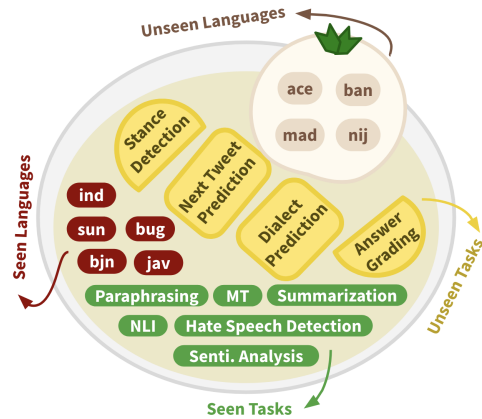 Unseen Languages
ace
ban
mad
nij
Stance
Detection
Next Tweet
Prediction
Dialect
Prediction
Answer
Grading
Unseen Tasks
Seen Languages
ind
sun
bug
bjn
jav
Paraphrasing
MT
Summarization
NLI
Hate Speech Detection
Senti. Analysis
Seen Tasks